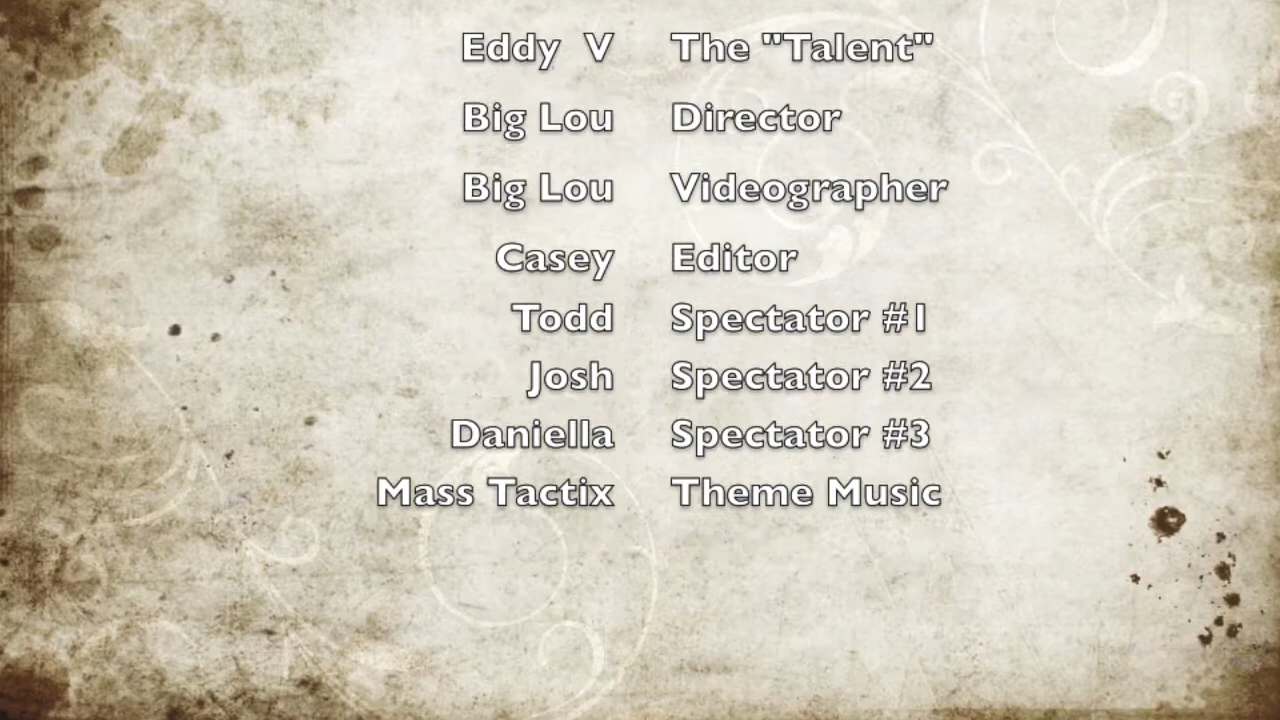 Eddy  V The "Talent"
Big Lou Director
Big Lou Videographer
Casey Editor
Todd Spectator #1
Josh Spectator #2
Daniella Spectator #3
Mass Tactix Theme Music